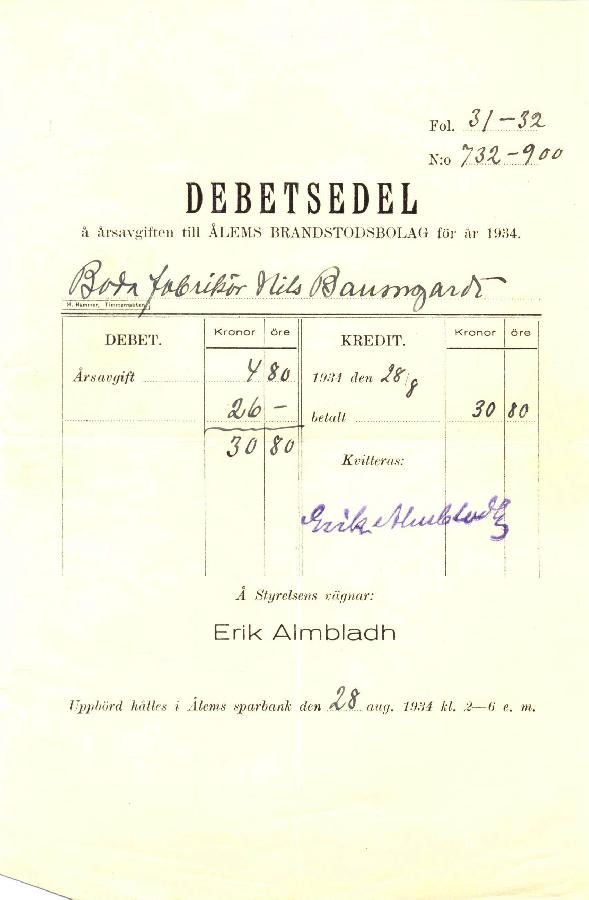 Fol. 31-32
N:o 732-900
DEBETSEDEL
å årsavgiften till ÅLEMS BRANDSTODSBOLAG för år 1934.
Boda fabrikör Nils Baumgardt
H. Hammer, Timmernabben
DEBET. Kronor öre KREDIT. Kronor öre
Årsavgift 4 80 1934 den 28/8
26 - betalt 30 80
30 80
Kvitteras:
Erik Almbladh
Å Styrelsens vägnar:
Erik Almbladh
Uppbörd hålles i Ålems sparbank den 28 aug. 1934 kl. 2—6 e. m.